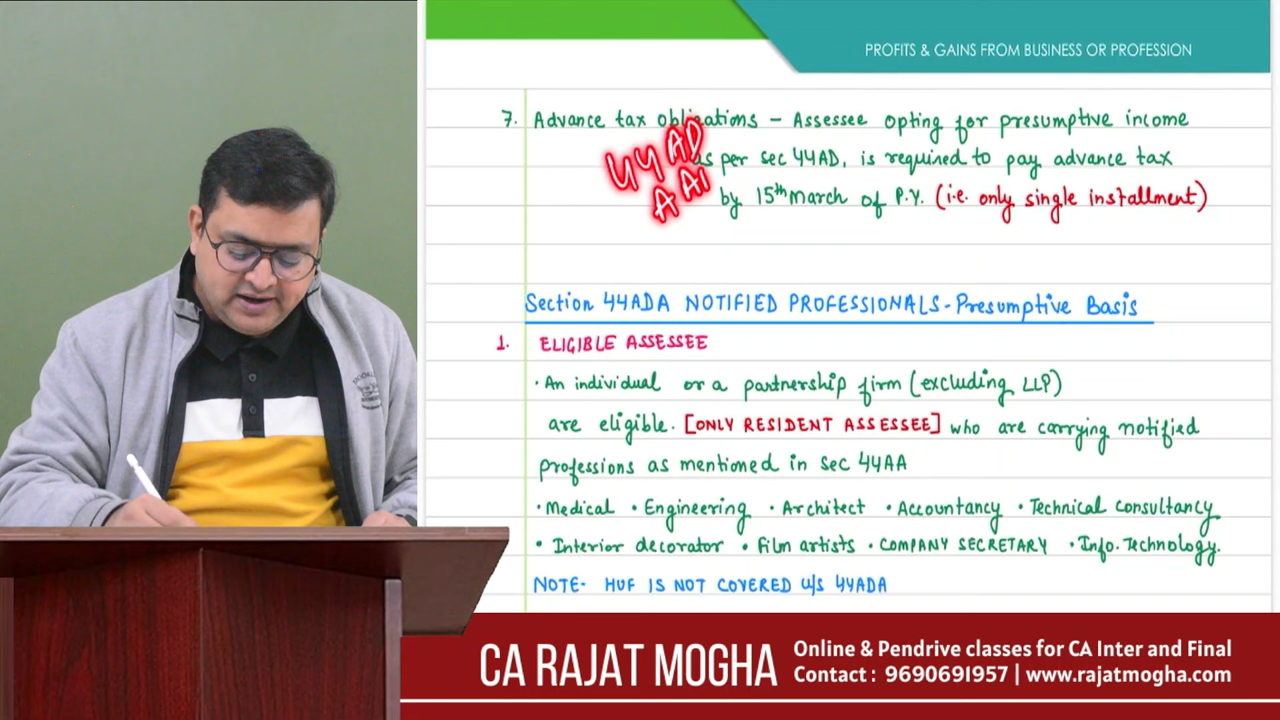 PROFITS & GAINS FROM BUSINESS OR PROFESSION
7. Advance tax obligations - Assessee opting for presumptive income
as per sec 44AD, is required to pay advance tax
by 15th march of P.Y. (i.e. only single installment)
44 AD
A
Section 44ADA NOTIFIED PROFESSIONALS - Presumptive Basis
1. ELIGIBLE ASSESSEE
• An individual or a partnership firm (excluding LLP)
are eligible. [ONLY RESIDENT ASSESSEE] who are carrying notified
professions as mentioned in sec 44AA
• Medical • Engineering • Architect • Accountancy • Technical consultancy
• Interior decorator • Film artists • COMPANY SECRETARY • Info. Technology.
NOTE- HUF IS NOT COVERED U/S 44ADA
CA RAJAT MOGHA
Online & Pendrive classes for CA Inter and Final
Contact : 9690691957 | www.rajatmogha.com